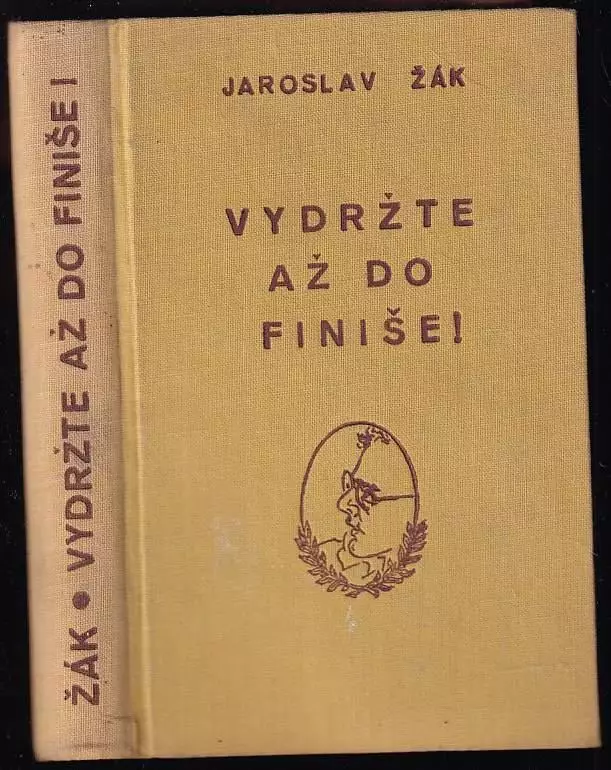 JAROSLAV ŽÁK
VYDRŽTE
AŽ DO
FINIŠE!
ŽÁK • VYDRŽTE AŽ DO FINIŠE!